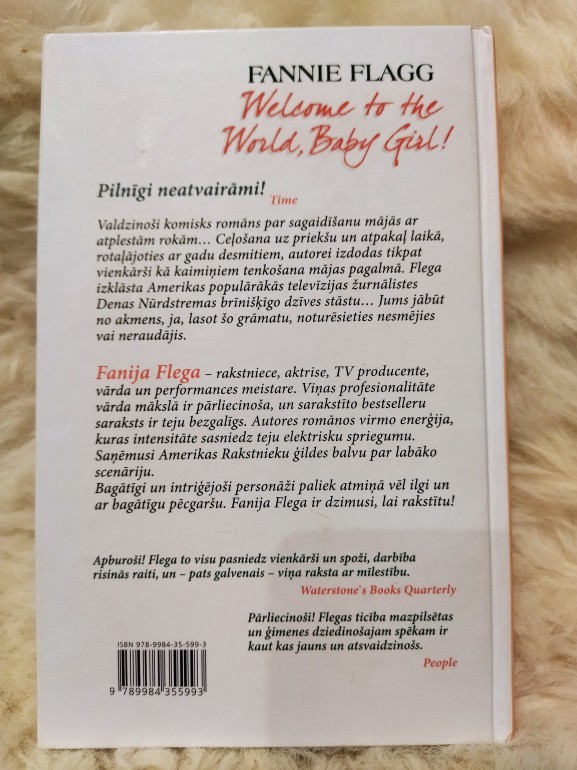 FANNIE FLAGG
Welcome to the
World, Baby Girl!
Pilnīgi neatvairāmi!
Time
Valdzinoši komisks romāns par sagaidīšanu mājās ar
atplestām rokām... Ceļošana uz priekšu un atpakaļ laikā,
rotaļājoties ar gadu desmitiem, autorei izdodas tikpat
vienkārši kā kaimiņiem tenkošana mājas pagalmā. Flega
izklāsta Amerikas populārākās televīzijas žurnālistes
Denas Nūrdstremas brīnišķīgo dzīves stāstu... Jums jābūt
no akmens, ja, lasot šo grāmatu, noturēsieties nesmējies
vai neraudājis.
Fanija Flega – rakstniece, aktrise, TV producente,
vārda un performances meistare. Viņas profesionalitāte
vārda mākslā ir pārliecinoša, un sarakstīto bestselleru
saraksts ir teju bezgalīgs. Autores romānos virmo enerģija,
kuras intensitāte sasniedz teju elektrisku spriegumu.
Saņēmusi Amerikas Rakstnieku ģildes balvu par labāko
scenāriju.
Bagātīgi un intriģējoši personāži paliek atmiņā vēl ilgi un
ar bagātīgu pēcgaršu. Fanija Flega ir dzimusi, lai rakstītu!
Apburoši! Flega to visu pasniedz vienkārši un spoži, darbība
risinās raiti, un – pats galvenais – viņa raksta ar mīlestību.
Waterstone`s Books Quarterly
Pārliecinoši! Flegas ticība mazpilsētas
un ģimenes dziedinošajam spēkam ir
kaut kas jauns un atsvaidzinošs.
People
ISBN 978-9984-35-599-3
9 789984 355993